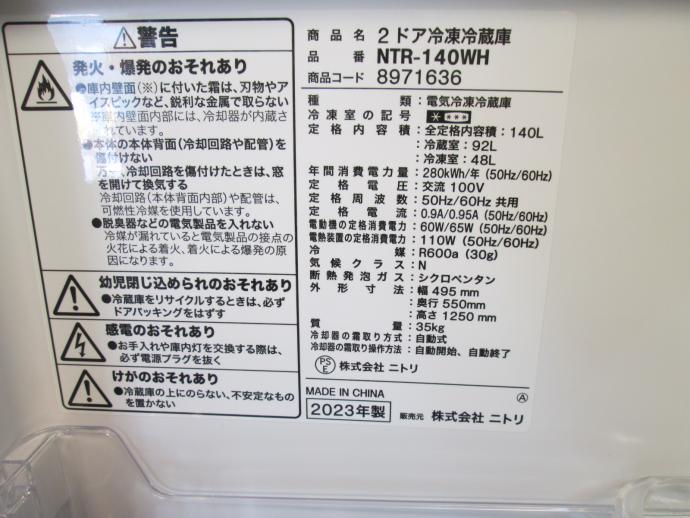 警告
発火・爆発のおそれあり
●庫内壁面(※)に付いた霜は、刃物やア
イスピックなど、鋭利な金属で取らない
※庫内壁面内部には、冷却器が内蔵さ
れています。
●本体の本体背面(冷却回路や配管)を
傷付けない
万一、冷却回路を傷付けたときは、窓
を開けて換気する
冷却回路(本体背面内部)や配管は、
可燃性冷媒を使用しています。
●脱臭器などの電気製品を入れない
冷媒が漏れていると電気製品の接点の
火花による着火、着火による爆発の原
因になります。
幼児閉じ込められのおそれあり
●冷蔵庫をリサイクルするときは、必ず
ドアパッキングをはずす
感電のおそれあり
●お手入れや庫内灯を交換する際は、
必ず電源プラグを抜く
けがのおそれあり
●冷蔵庫の上にのらない、不安定なもの
を置かない
商品名 2ドア冷凍冷蔵庫
品番 NTR-140WH
商品コード 8971636
種類:電気冷凍冷蔵庫
冷凍室の記号
定格内容積:全定格内容積:140L
:冷蔵室:92L
:冷凍室:48L
年間消費電力量:280kWh/年(50Hz/60Hz)
定格電圧:交流 100V
定格周波数:50Hz/60Hz 共用
定格電流:0.9A/0.95A(50Hz/60Hz)
電動機の定格消費電力:60W/65W(50Hz/60Hz)
電熱装置の定格消費電力:110W(50Hz/60Hz)
冷媒:R600a(30g)
気候クラス:N
断熱発泡ガス:シクロペンタン
外形寸法:幅 495 mm
:奥行 550mm
:高さ 1250 mm
質量:35kg
冷却器の霜取り方式:自動式
冷却器の霜取り操作方法:自動開始、自動終了
PSE 株式会社 ニトリ
MADE IN CHINA
Ⓐ
2023年製 販売元 株式会社 ニトリ